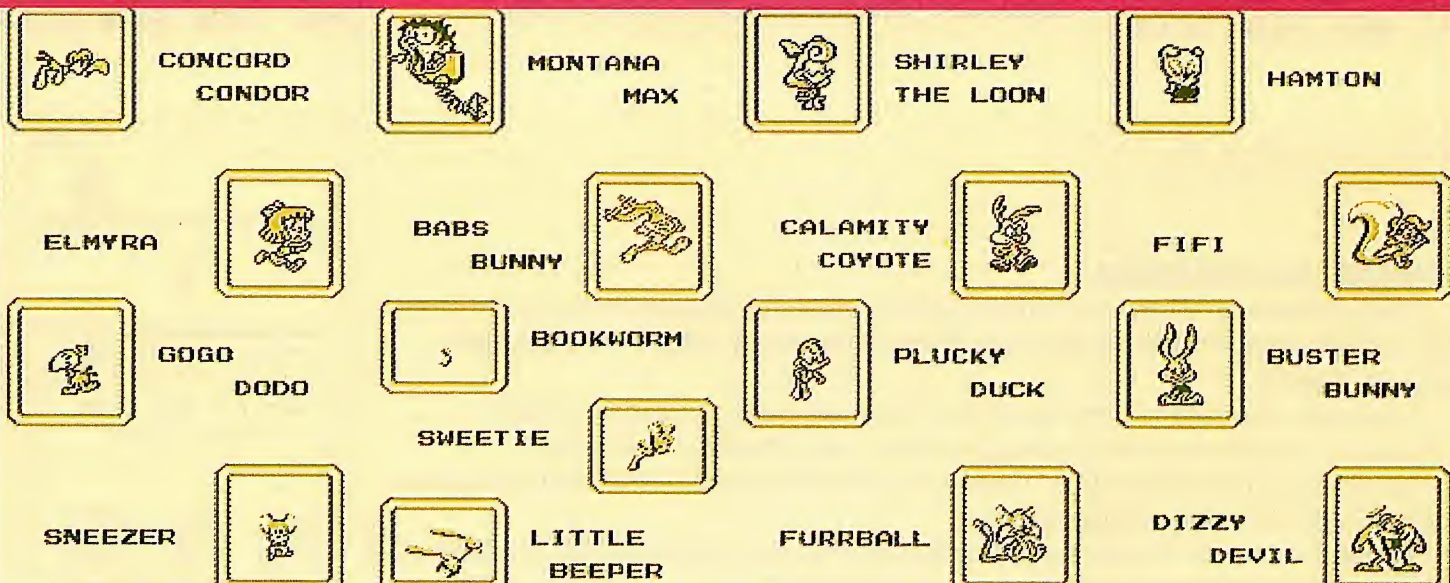 CONCORD
CONDOR
MONTANA
MAX
SHIRLEY
THE LOON
HAMTON
ELMYRA
BABS
BUNNY
CALAMITY
COYOTE
FIFI
GOGO
DODO
BOOKWORM
PLUCKY
DUCK
BUSTER
BUNNY
SWEETIE
SNEEZER
LITTLE
BEEPER
FURRBALL
DIZZY
DEVIL